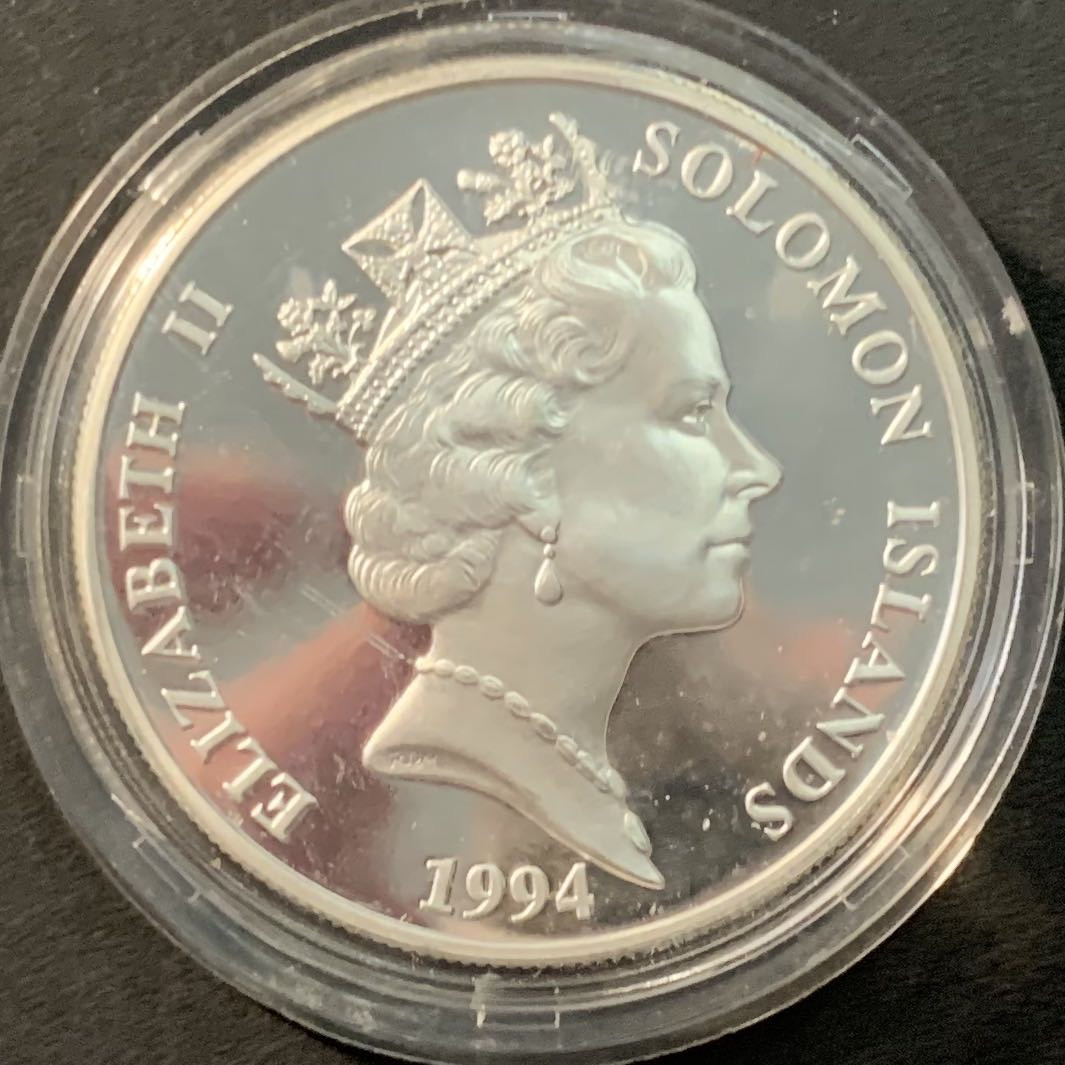 ELIZABETH II
SOLOMON ISLANDS
1994